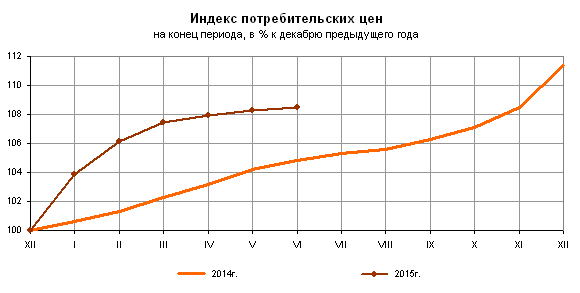 Индекс потребительских цен
на конец периода, в % к декабрю предыдущего года
112
110
108
106
104
102
100
XII I II III IV V VI VII VIII IX X XI XII
2014г. 2015г.